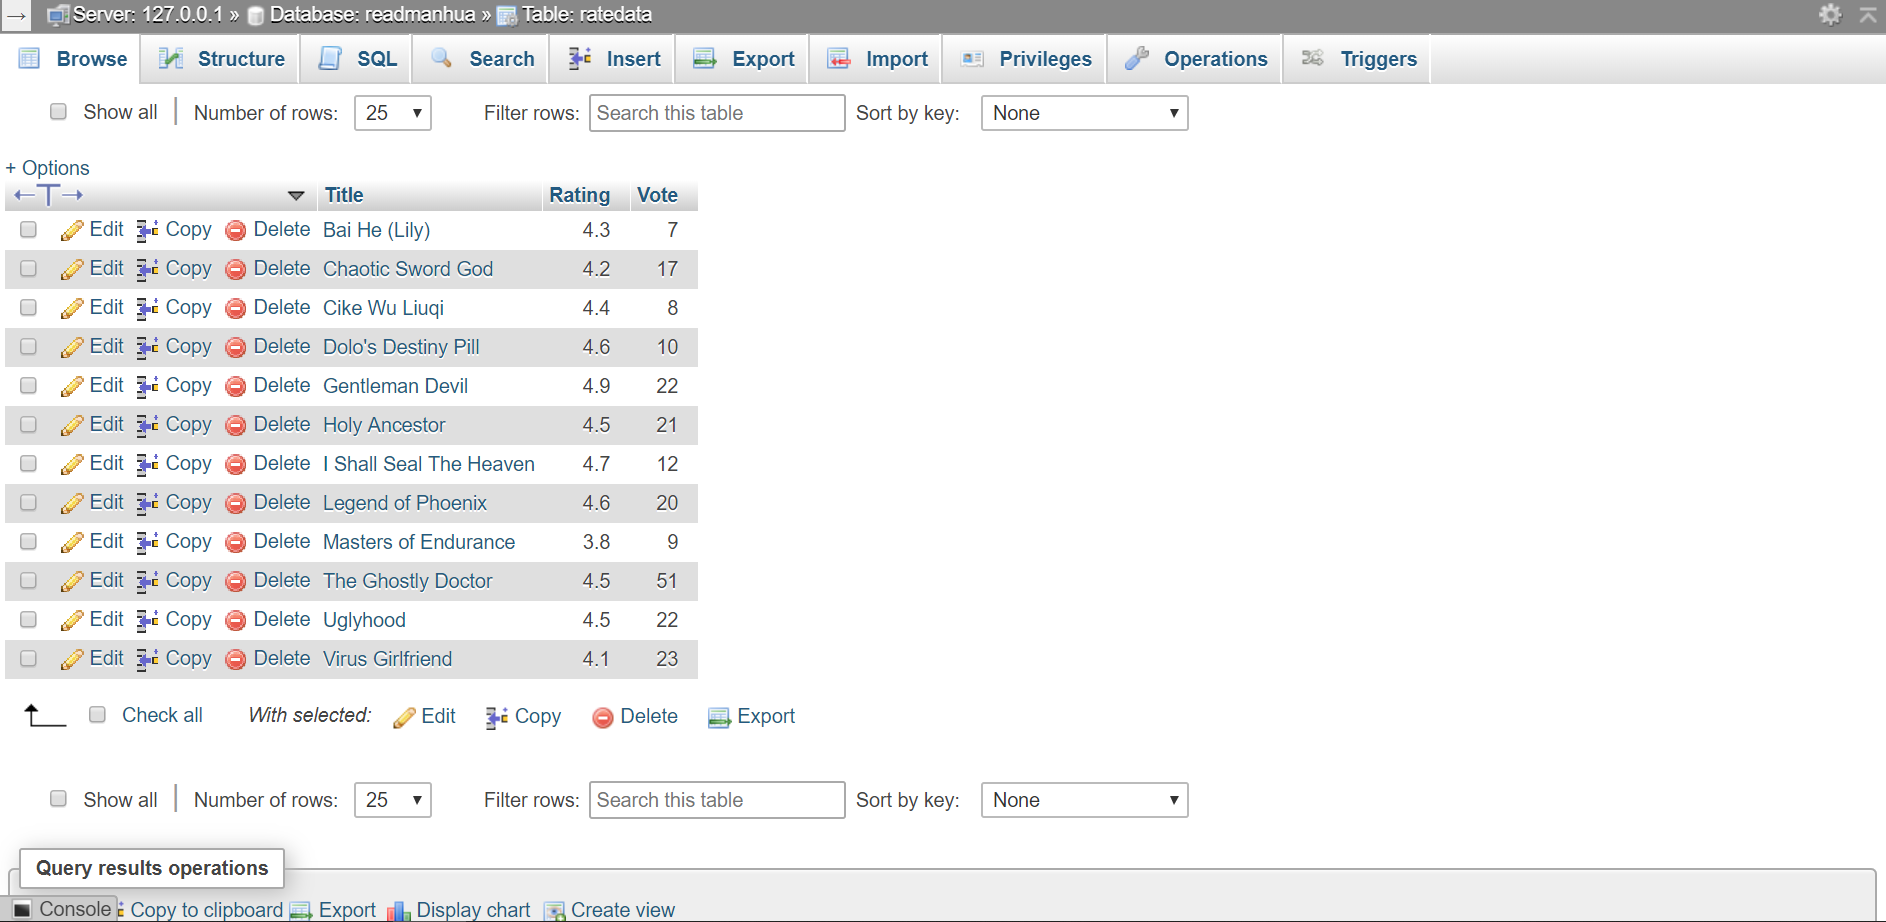 → Server: 127.0.0.1 » Database: readmanhua » Table: ratedata
Browse Structure SQL Search Insert Export Import Privileges Operations Triggers
Show all | Number of rows: 25 ▼ Filter rows: Search this table Sort by key: None ▼
+ Options
←T→ ▼ Title Rating Vote
Edit Copy Delete Bai He (Lily) 4.3 7
Edit Copy Delete Chaotic Sword God 4.2 17
Edit Copy Delete Cike Wu Liuqi 4.4 8
Edit Copy Delete Dolo's Destiny Pill 4.6 10
Edit Copy Delete Gentleman Devil 4.9 22
Edit Copy Delete Holy Ancestor 4.5 21
Edit Copy Delete I Shall Seal The Heaven 4.7 12
Edit Copy Delete Legend of Phoenix 4.6 20
Edit Copy Delete Masters of Endurance 3.8 9
Edit Copy Delete The Ghostly Doctor 4.5 51
Edit Copy Delete Uglyhood 4.5 22
Edit Copy Delete Virus Girlfriend 4.1 23
Check all With selected: Edit Copy Delete Export
Show all | Number of rows: 25 ▼ Filter rows: Search this table Sort by key: None ▼
Query results operations
Console Copy to clipboard Export Display chart Create view